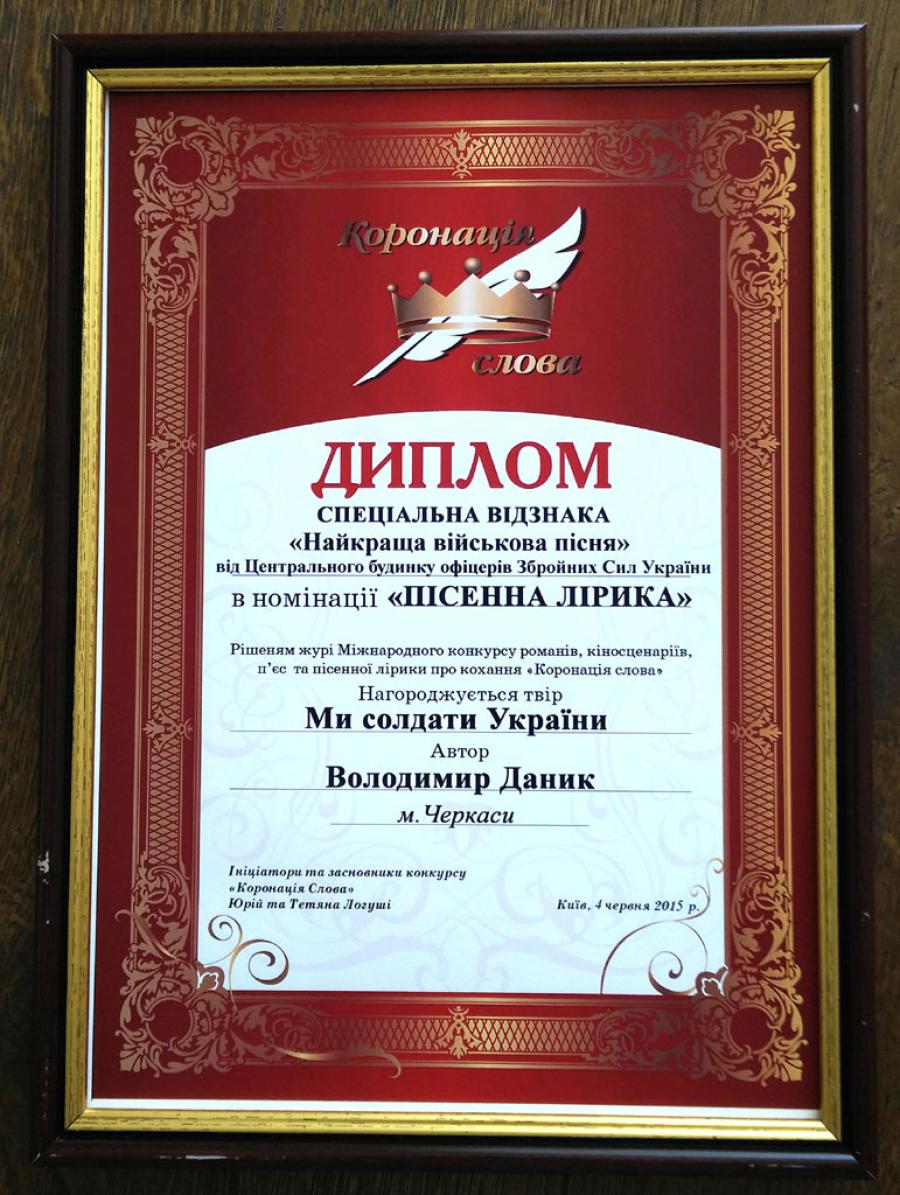 Коронація
слова
ДИПЛОМ
СПЕЦІАЛЬНА ВІДЗНАКА
«Найкраща військова пісня»
від Центрального будинку офіцерів Збройних Сил України
в номінації «ПІСЕННА ЛІРИКА»
Рішеням журі Міжнародного конкурсу романів, кіносценаріїв,
п’єс та пісенної лірики про кохання «Коронація слова»
Нагороджується твір
Ми солдати України
Автор
Володимир Даник
м. Черкаси
Ініціатори та засновники конкурсу
«Коронація Слова»
Юрій та Тетяна Логуші
Київ, 4 червня 2015 р.